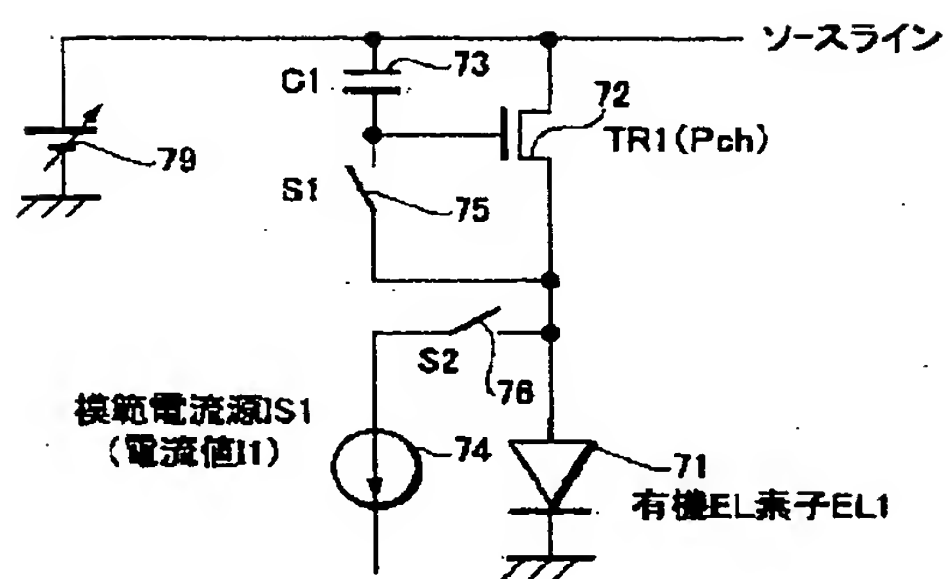 ソースライン
C1
73
72
TR1(Pch)
79
S1
75
S2
76
模範電流源IS1
(電流値I1)
74
71
有機EL素子EL1